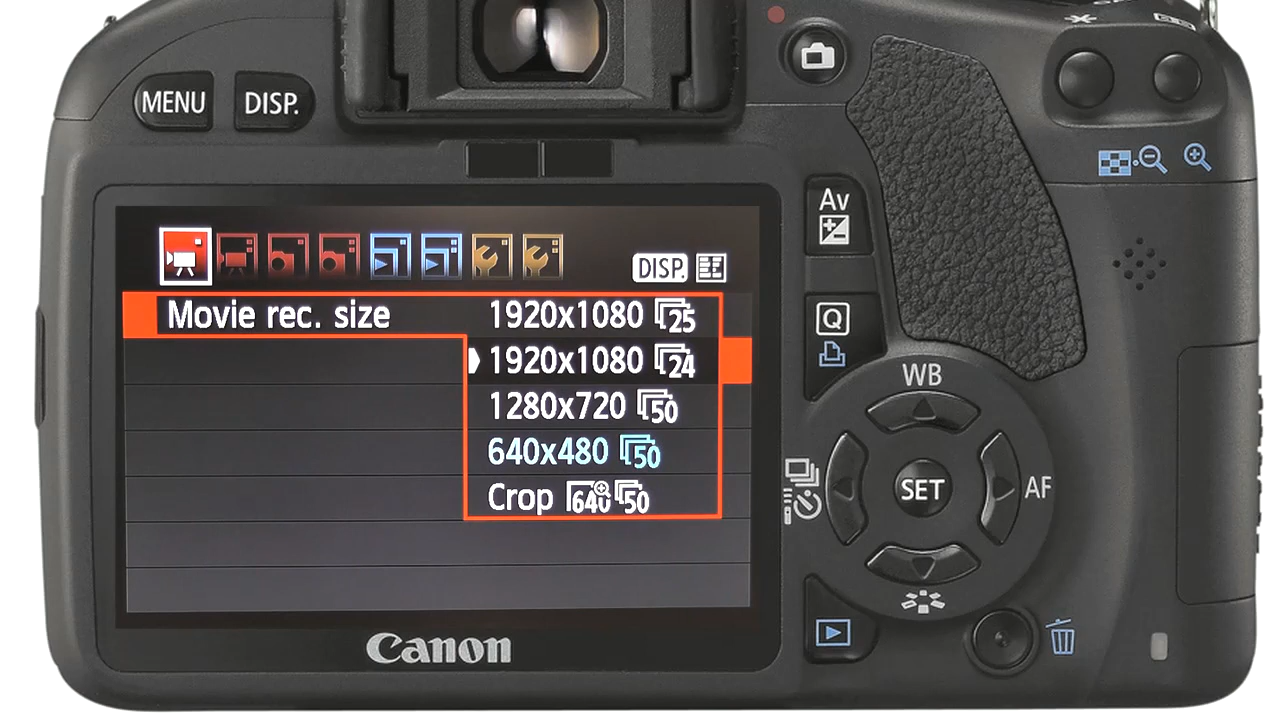 MENU DISP.
Av
DISP.
Movie rec. size 1920x1080 25
1920x1080 24
1280x720 50
640x480 50
Crop 640 50
Q
WB
SET
AF
Canon